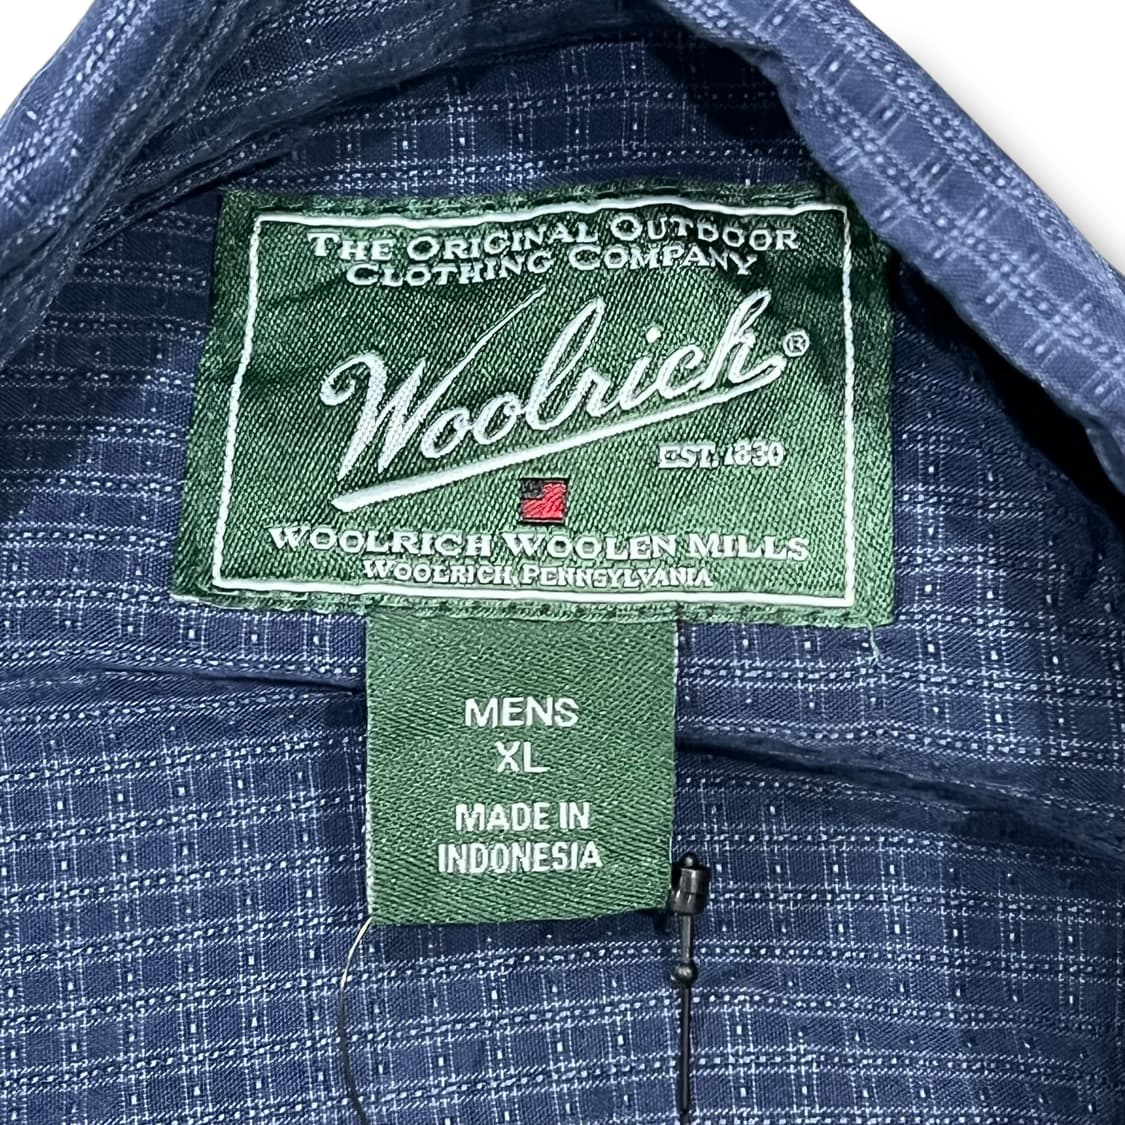 THE ORIGINAL OUTDOOR
CLOTHING COMPANY
Woolrich®
EST. 1830
WOOLRICH WOOLEN MILLS
WOOLRICH, PENNSYLVANIA
MENS
XL
MADE IN
INDONESIA